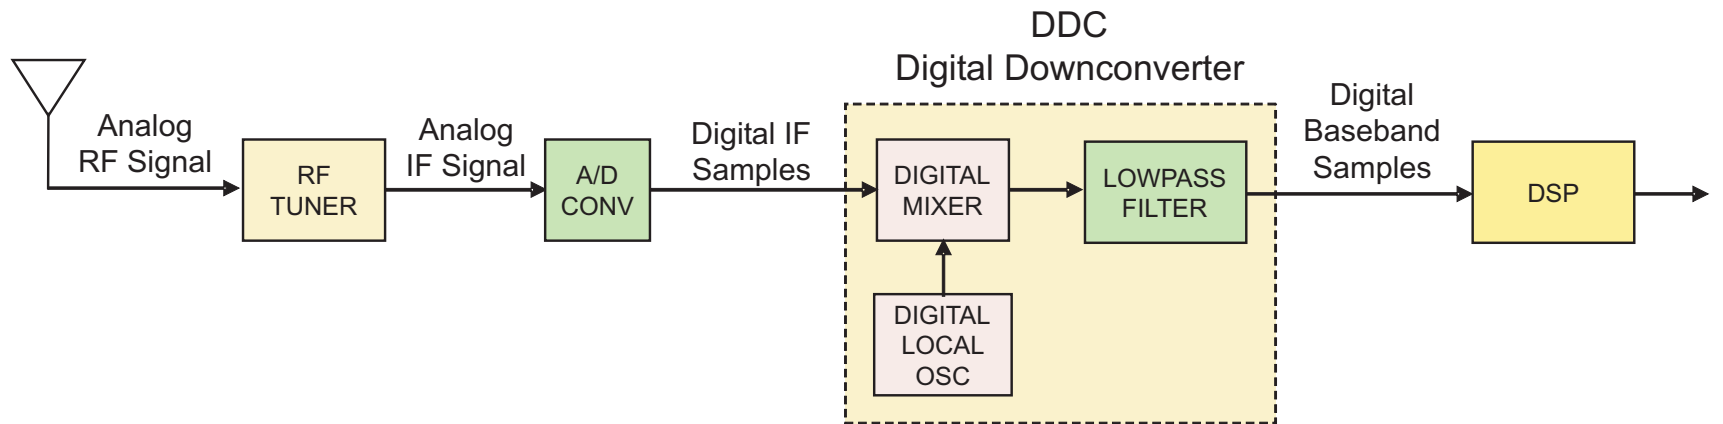 DDC
Digital Downconverter
Analog
RF Signal
RF
TUNER
Analog
IF Signal
A/D
CONV
Digital IF
Samples
DIGITAL
MIXER
DIGITAL
LOCAL
OSC
LOWPASS
FILTER
Digital
Baseband
Samples
DSP